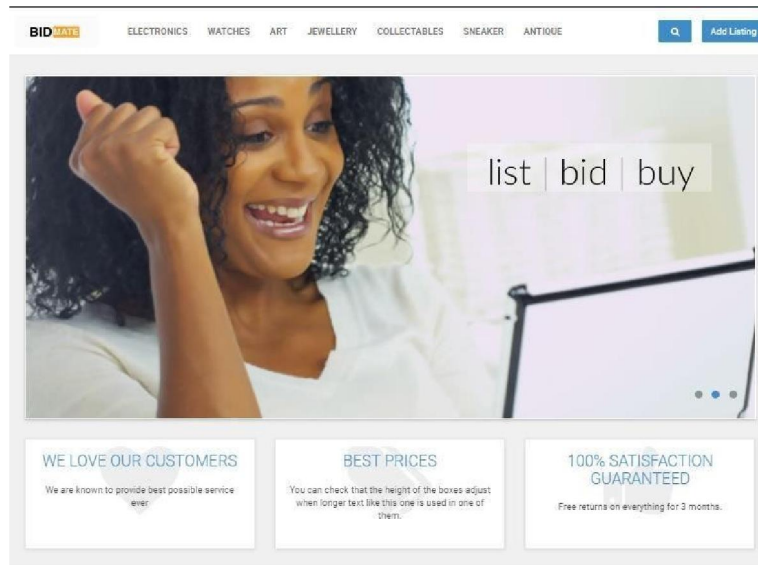 BIDMATE ELECTRONICS WATCHES ART JEWELLERY COLLECTABLES SNEAKER ANTIQUE Add Listing
list | bid | buy
WE LOVE OUR CUSTOMERS
We are known to provide best possible service
ever
BEST PRICES
You can check that the height of the boxes adjust
when longer text like this one is used in one of
them.
100% SATISFACTION
GUARANTEED
Free returns on everything for 3 months.